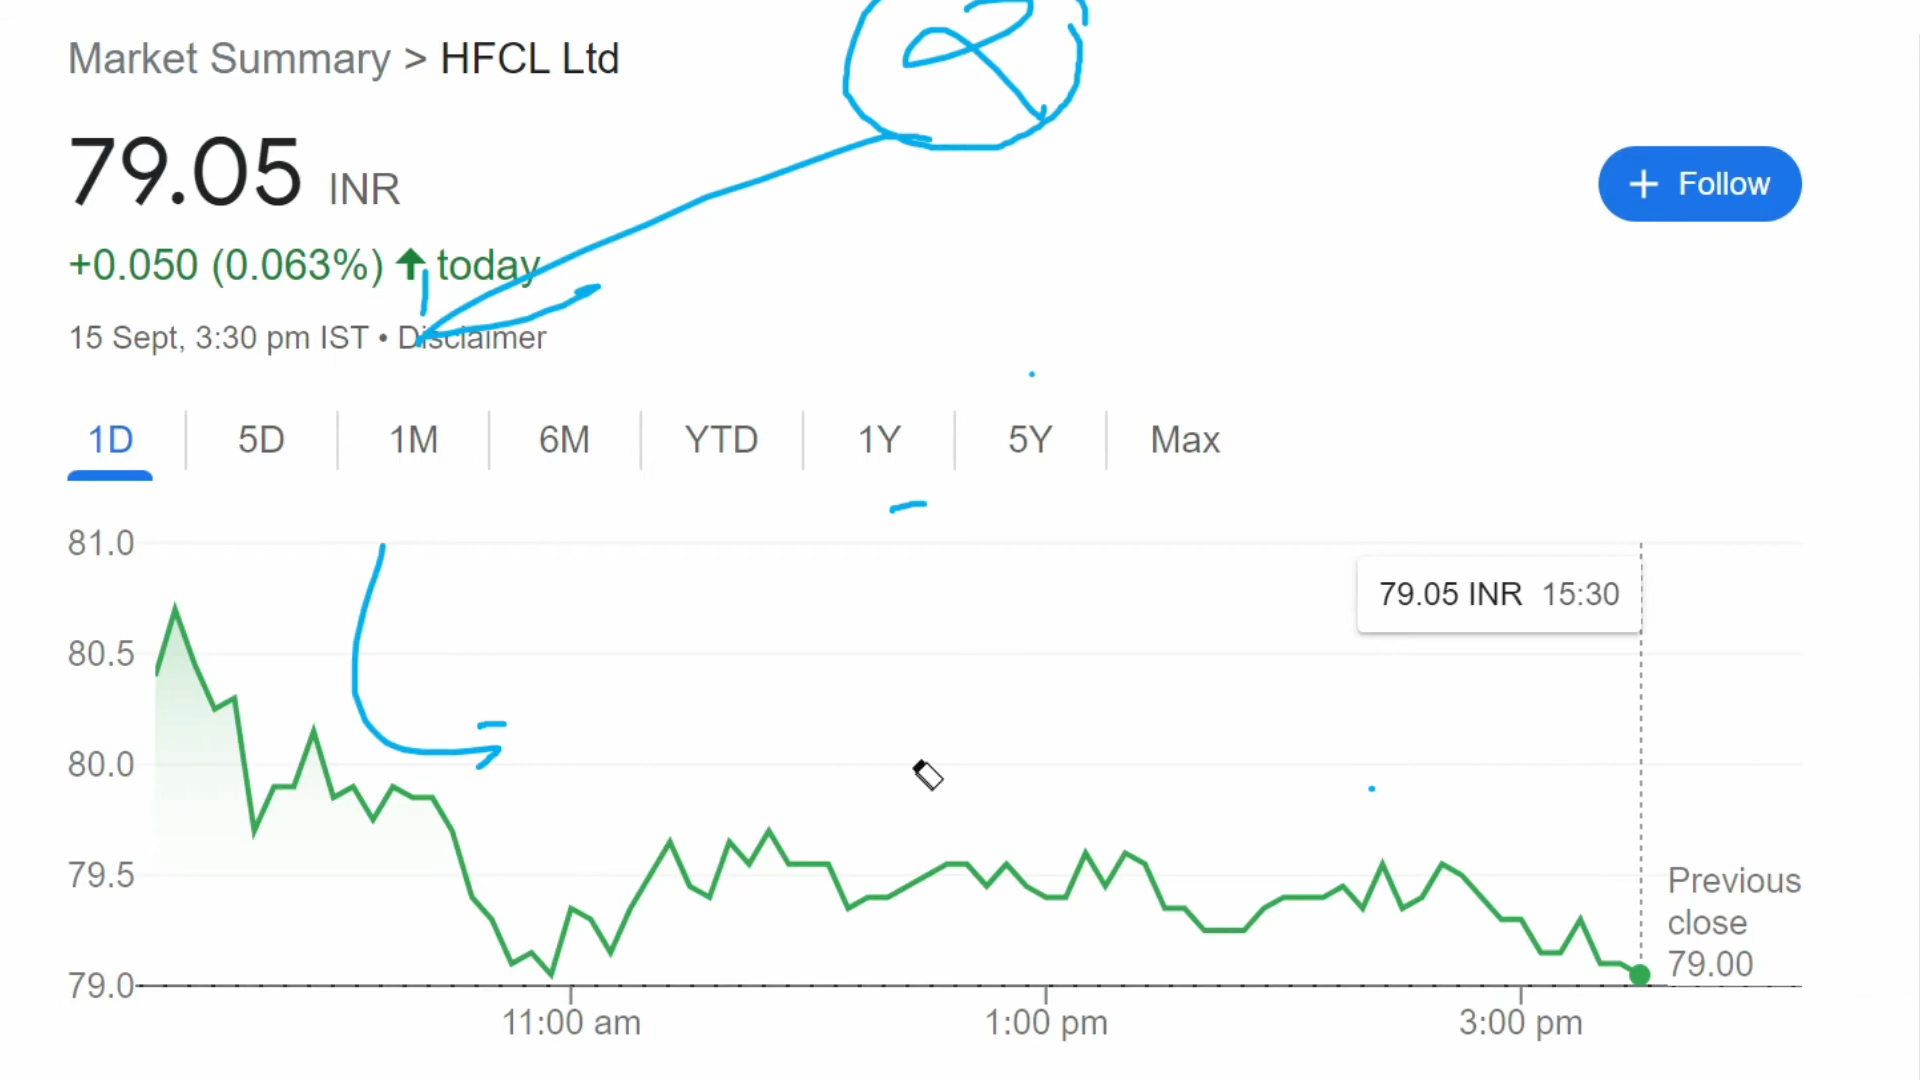 Market Summary > HFCL Ltd
79.05 INR
+ Follow
+0.050 (0.063%) ↑ today
15 Sept, 3:30 pm IST • Disclaimer
1D 5D 1M 6M YTD 1Y 5Y Max
81.0
79.05 INR 15:30
80.5
80.0
79.5
Previous
close
79.00
79.0
11:00 am 1:00 pm 3:00 pm